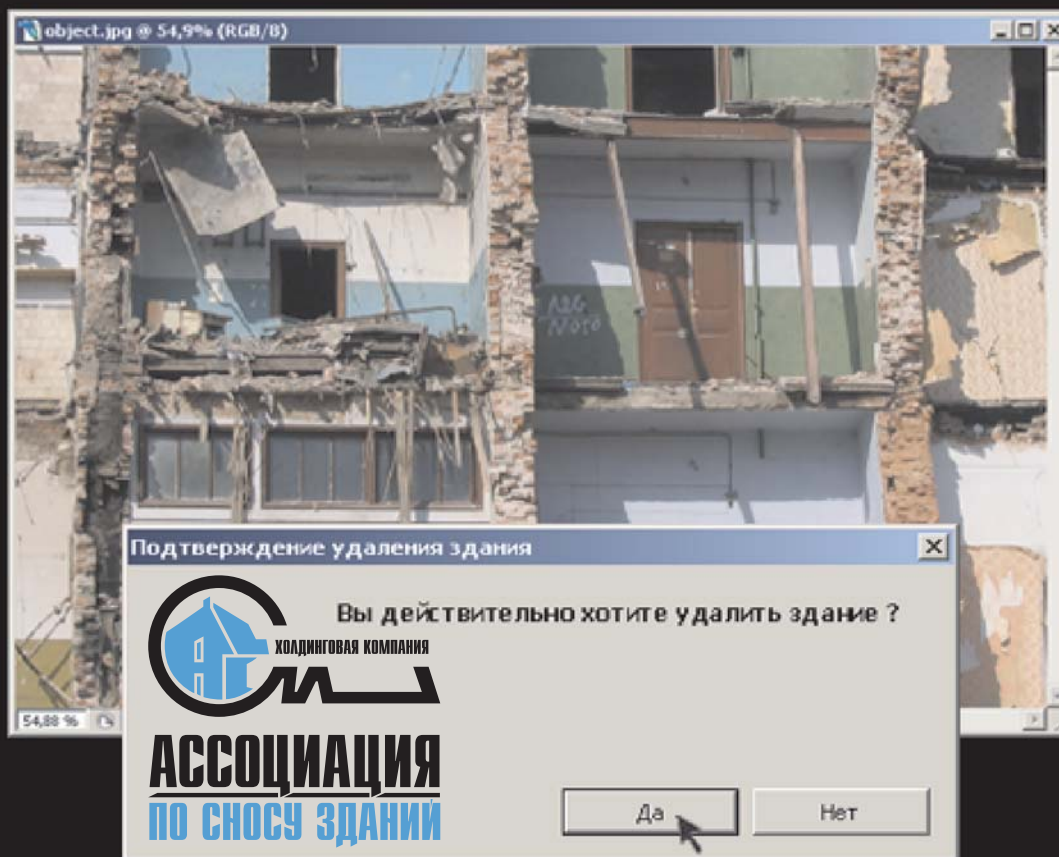 object.jpg @ 54,9% (RGB/8)
54,88 %
Подтверждение удаления здания
Вы действительно хотите удалить здание ?
ХОЛДИНГОВАЯ КОМПАНИЯ
АССОЦИАЦИЯ
ПО СНОСУ ЗДАНИЙ
Да
Нет